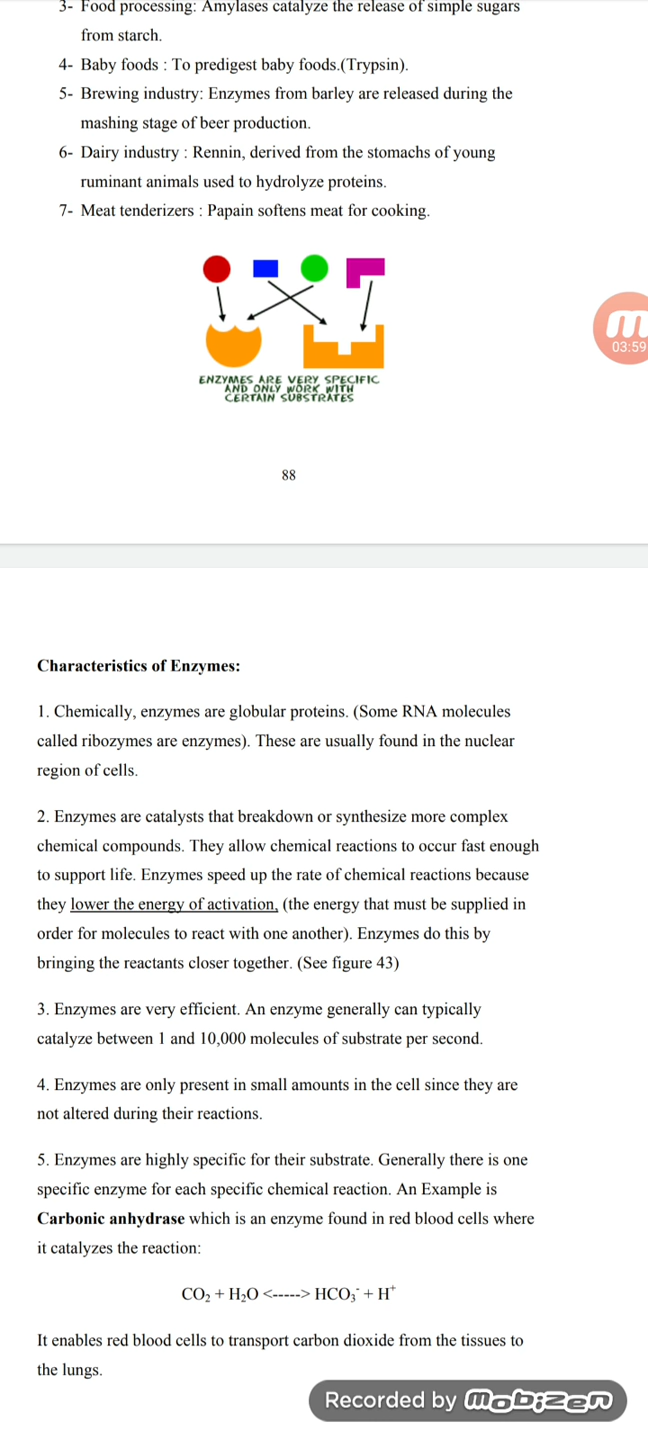 3- Food processing: Amylases catalyze the release of simple sugars
from starch.
4- Baby foods : To predigest baby foods.(Trypsin).
5- Brewing industry: Enzymes from barley are released during the
mashing stage of beer production.
6- Dairy industry : Rennin, derived from the stomachs of young
ruminant animals used to hydrolyze proteins.
7- Meat tenderizers : Papain softens meat for cooking.
03:59
ENZYMES ARE VERY SPECIFIC
AND ONLY WORK WITH
CERTAIN SUBSTRATES
88
Characteristics of Enzymes:
1. Chemically, enzymes are globular proteins. (Some RNA molecules
called ribozymes are enzymes). These are usually found in the nuclear
region of cells.
2. Enzymes are catalysts that breakdown or synthesize more complex
chemical compounds. They allow chemical reactions to occur fast enough
to support life. Enzymes speed up the rate of chemical reactions because
they lower the energy of activation, (the energy that must be supplied in
order for molecules to react with one another). Enzymes do this by
bringing the reactants closer together. (See figure 43)
3. Enzymes are very efficient. An enzyme generally can typically
catalyze between 1 and 10,000 molecules of substrate per second.
4. Enzymes are only present in small amounts in the cell since they are
not altered during their reactions.
5. Enzymes are highly specific for their substrate. Generally there is one
specific enzyme for each specific chemical reaction. An Example is
Carbonic anhydrase which is an enzyme found in red blood cells where
it catalyzes the reaction:
CO₂ + H₂O <-----> HCO₃⁻ + H⁺
It enables red blood cells to transport carbon dioxide from the tissues to
the lungs.
Recorded by mobizen